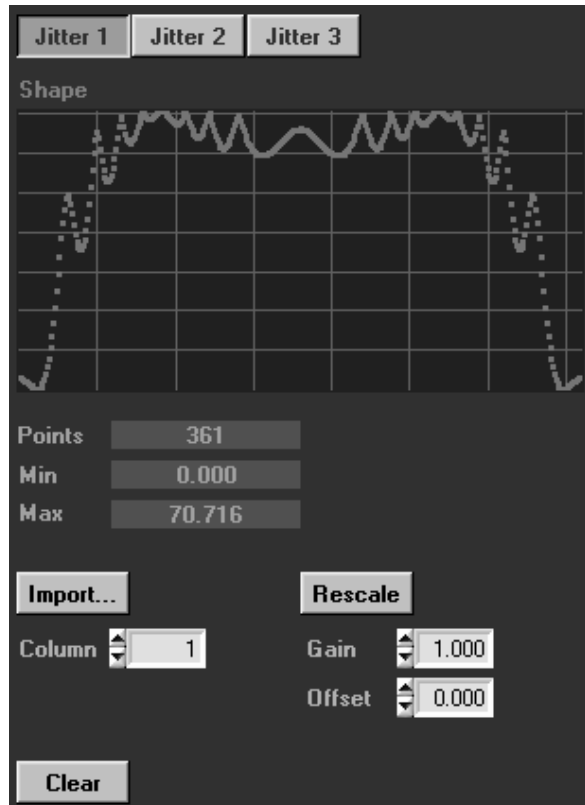 Jitter 1 Jitter 2 Jitter 3
Shape
Points 361
Min 0.000
Max 70.716
Import... Rescale
Column 1 Gain 1.000
Offset 0.000
Clear